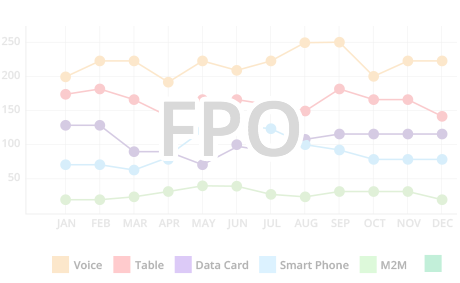 250
200
150
100
50
FPO
JAN FEB MAR APR MAY JUN JUL AUG SEP OCT NOV DEC
Voice Table Data Card Smart Phone M2M